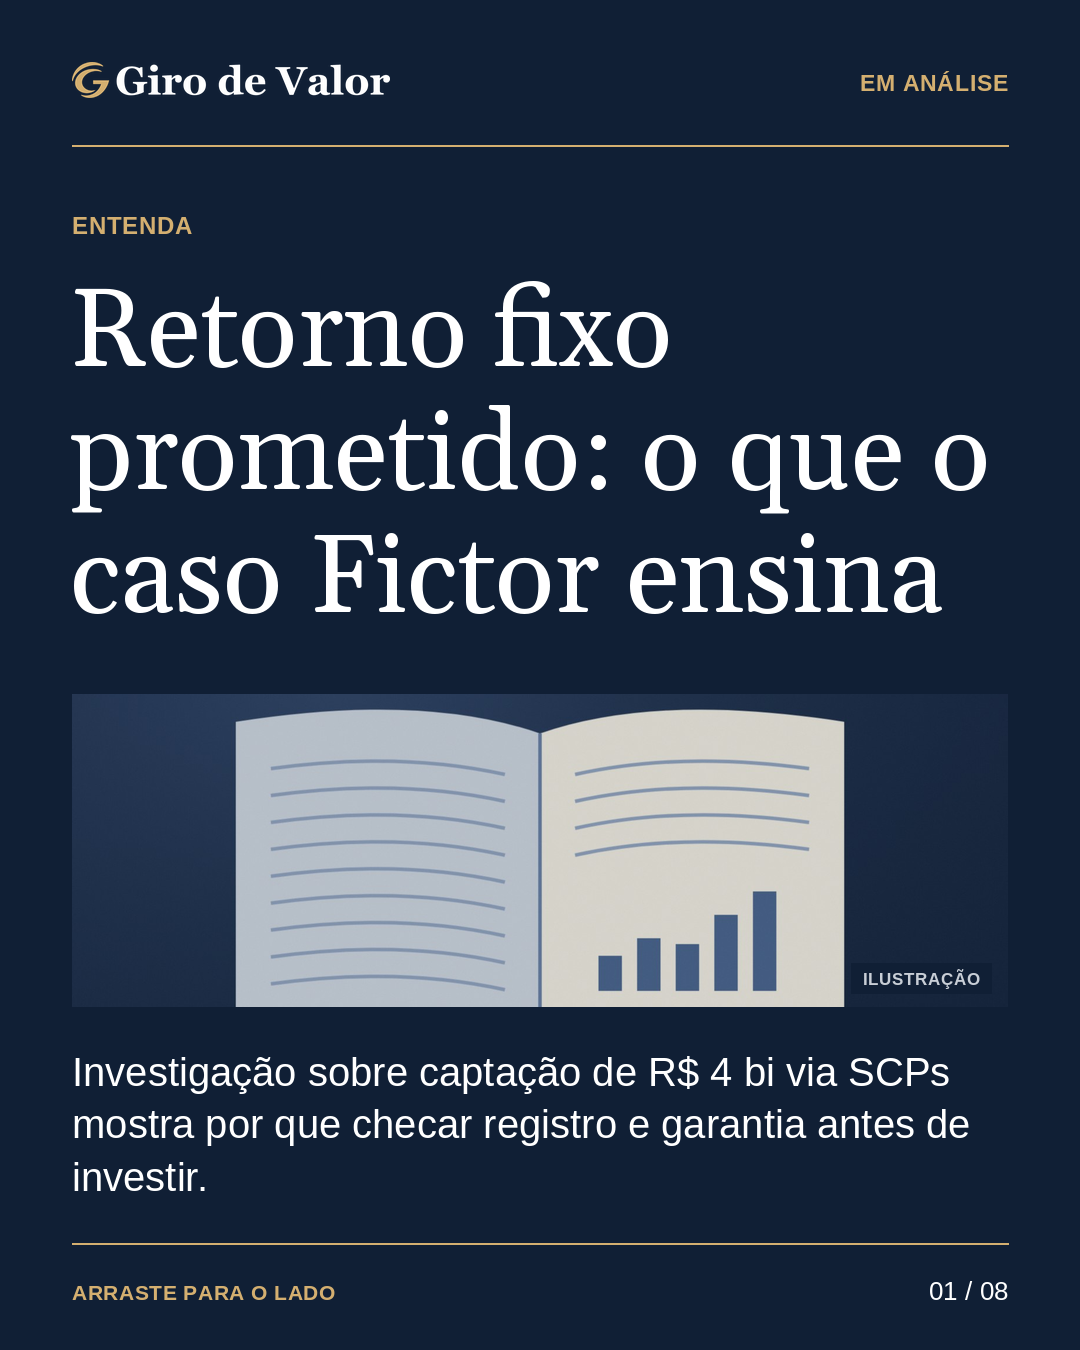 Giro de Valor
EM ANÁLISE
ENTENDA
Retorno fixo
prometido: o que o
caso Fictor ensina
ILUSTRAÇÃO
Investigação sobre captação de R$ 4 bi via SCPs
mostra por que checar registro e garantia antes de
investir.
ARRASTE PARA O LADO
01 / 08